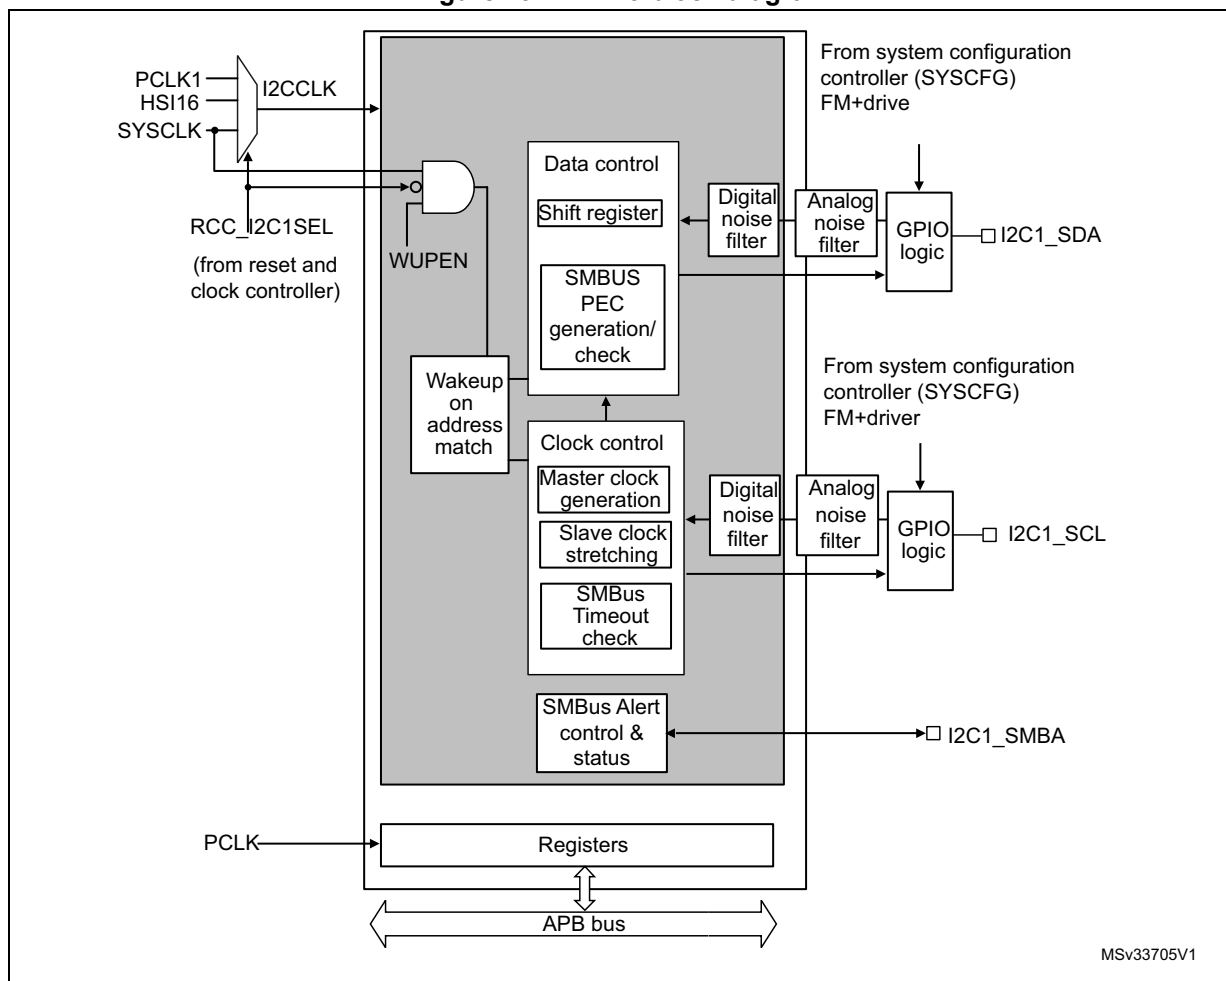 PCLK1
HSI16
SYSCLK
I2CCLK
RCC_I2C1SEL
(from reset and
clock controller)
WUPEN
Wakeup
on
address
match
Data control
Shift register
SMBUS
PEC
generation/
check
Clock control
Master clock
generation
Slave clock
stretching
SMBus
Timeout
check
SMBus Alert
control &
status
Digital
noise
filter
Analog
noise
filter
From system configuration
controller (SYSCFG)
FM+drive
GPIO
logic
I2C1_SDA
From system configuration
controller (SYSCFG)
FM+driver
Digital
noise
filter
Analog
noise
filter
GPIO
logic
I2C1_SCL
I2C1_SMBA
PCLK
Registers
APB bus
MSv33705V1